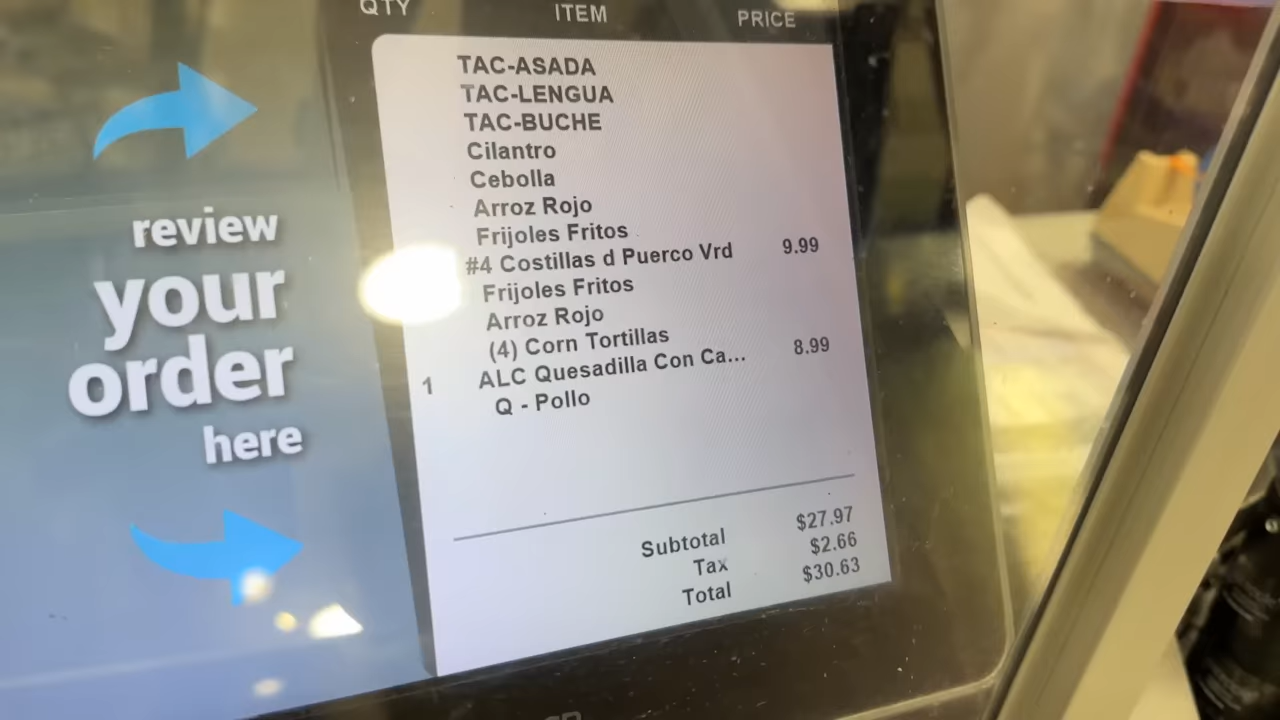 QTY ITEM PRICE
TAC-ASADA
TAC-LENGUA
TAC-BUCHE
Cilantro
Cebolla
Arroz Rojo
Frijoles Fritos
#4 Costillas d Puerco Vrd 9.99
Frijoles Fritos
Arroz Rojo
(4) Corn Tortillas
1 ALC Quesadilla Con Ca... 8.99
Q - Pollo
Subtotal $27.97
Tax $2.66
Total $30.63
review
your
order
here